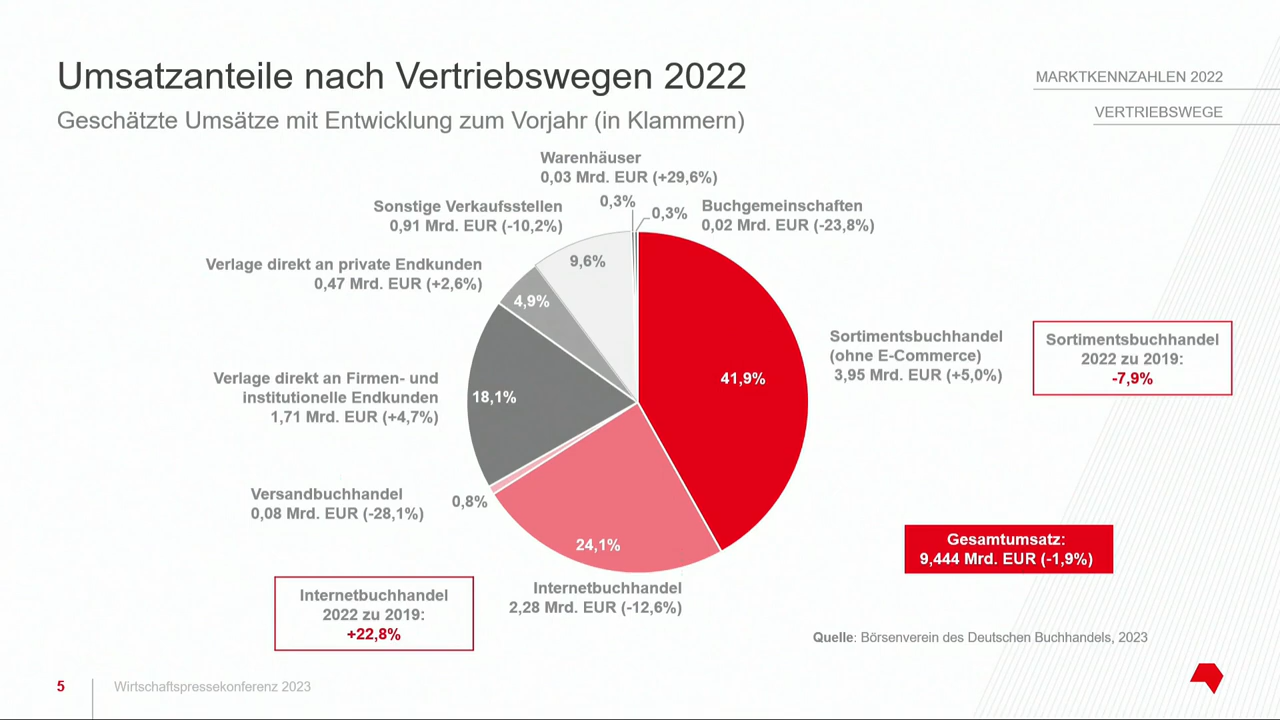 Umsatzanteile nach Vertriebswegen 2022
Geschätzte Umsätze mit Entwicklung zum Vorjahr (in Klammern)
MARKTKENNZAHLEN 2022
VERTRIEBSWEGE
Warenhäuser
0,03 Mrd. EUR (+29,6%)
0,3%
Buchgemeinschaften
0,02 Mrd. EUR (-23,8%)
0,3%
Sonstige Verkaufsstellen
0,91 Mrd. EUR (-10,2%)
9,6%
Verlage direkt an private Endkunden
0,47 Mrd. EUR (+2,6%)
4,9%
Sortimentsbuchhandel
(ohne E-Commerce)
3,95 Mrd. EUR (+5,0%)
41,9%
Sortimentsbuchhandel
2022 zu 2019:
-7,9%
Verlage direkt an Firmen- und
institutionelle Endkunden
1,71 Mrd. EUR (+4,7%)
18,1%
Versandbuchhandel
0,08 Mrd. EUR (-28,1%)
0,8%
24,1%
Internetbuchhandel
2,28 Mrd. EUR (-12,6%)
Internetbuchhandel
2022 zu 2019:
+22,8%
Gesamtumsatz:
9,444 Mrd. EUR (-1,9%)
Quelle: Börsenverein des Deutschen Buchhandels, 2023
5
Wirtschaftspressekonferenz 2023